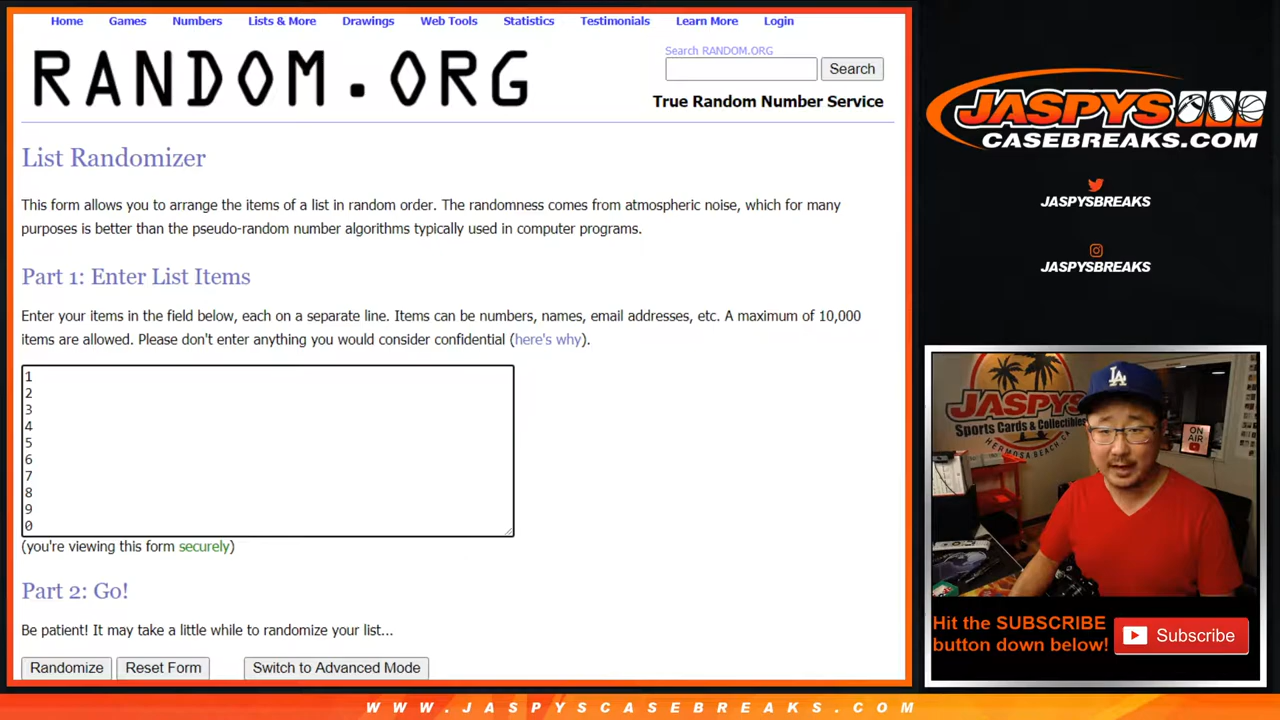 Home Games Numbers Lists & More Drawings Web Tools Statistics Testimonials Learn More Login
RANDOM.ORG
Search RANDOM.ORG
Search
True Random Number Service
List Randomizer
This form allows you to arrange the items of a list in random order. The randomness comes from atmospheric noise, which for many
purposes is better than the pseudo-random number algorithms typically used in computer programs.
Part 1: Enter List Items
Enter your items in the field below, each on a separate line. Items can be numbers, names, email addresses, etc. A maximum of 10,000
items are allowed. Please don't enter anything you would consider confidential (here's why).
1
2
3
4
5
6
7
8
9
0
(you're viewing this form securely)
Part 2: Go!
Be patient! It may take a little while to randomize your list...
Randomize Reset Form Switch to Advanced Mode
JASPYS
CASEBREAKS.COM
JASPYSBREAKS
JASPYSBREAKS
JASPYS
Sports Cards & Collectibles
HERMOSA BEACH, CA
LA
ON
AIR
Hit the SUBSCRIBE
button down below!
Subscribe
WWW.JASPYSCASEBREAKS.COM